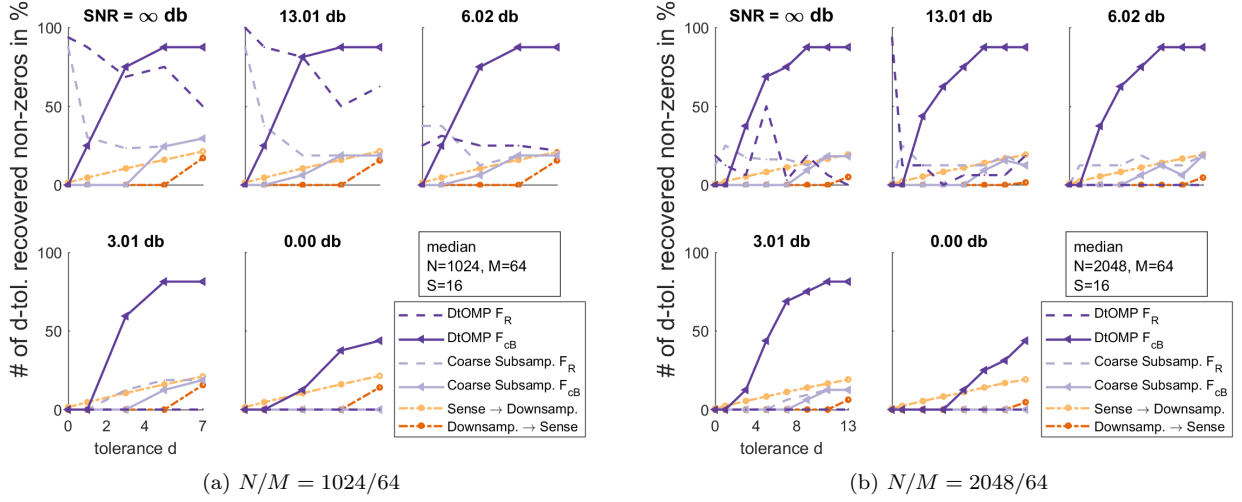 # of d-tol. recovered non-zeros in %
SNR = ∞ db
13.01 db
6.02 db
100
50
0
3.01 db
0.00 db
100
50
0
0 2 4 7
tolerance d
median
N=1024, M=64
S=16
DtOMP F_R
DtOMP F_cB
Coarse Subsamp. F_R
Coarse Subsamp. F_cB
Sense → Downsamp.
Downsamp. → Sense
(a) N/M = 1024/64
# of d-tol. recovered non-zeros in %
SNR = ∞ db
13.01 db
6.02 db
100
50
0
3.01 db
0.00 db
100
50
0
0 4 8 13
tolerance d
median
N=2048, M=64
S=16
DtOMP F_R
DtOMP F_cB
Coarse Subsamp. F_R
Coarse Subsamp. F_cB
Sense → Downsamp.
Downsamp. → Sense
(b) N/M = 2048/64